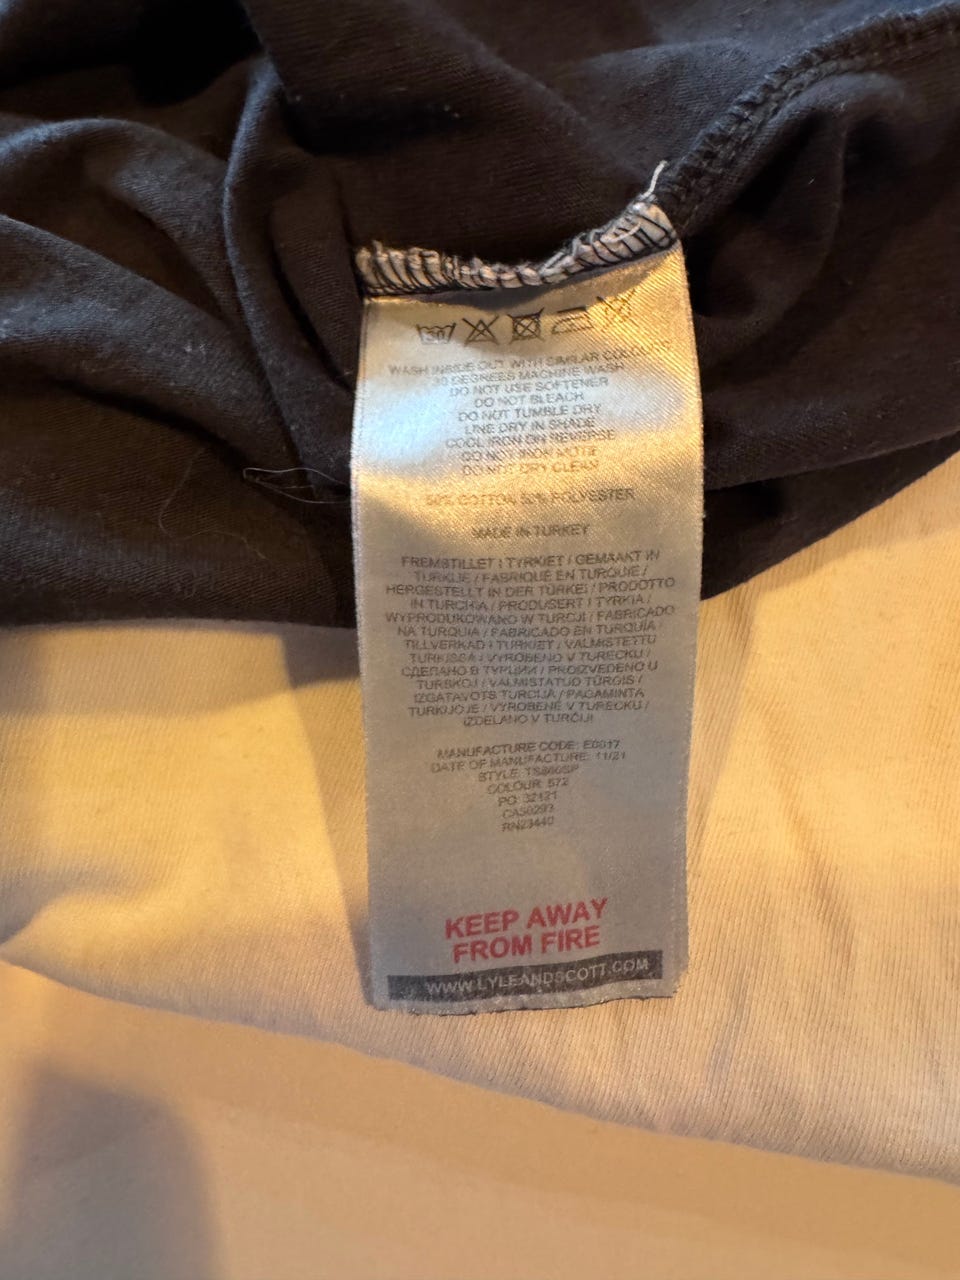 30
WASH INSIDE OUT WITH SIMILAR COLOURS
30 DEGREES MACHINE WASH
DO NOT USE SOFTENER
DO NOT BLEACH
DO NOT TUMBLE DRY
LINE DRY IN SHADE
COOL IRON ON REVERSE
DO NOT IRON MOTIF
DO NOT DRY CLEAN
50% COTTON, 50% POLYESTER
MADE IN TURKEY
FREMSTILLET I TYRKIET / GEMAAKT IN
TURKIJE / FABRIQUÉ EN TURQUIE /
HERGESTELLT IN DER TÜRKEI / PRODOTTO
IN TURCHIA / PRODUSERT I TYRKIA /
WYPRODUKOWANO W TURCJI / FABRICADO
NA TURQUIA / FABRICADO EN TURQUÍA /
TILLVERKAD I TURKIET / VALMISTETTU
TURKISSA / VYROBENO V TURECKU /
СДЕЛАНО В ТУРЦИИ / PROIZVEDENO U
TURSKOJ / VALMISTATUD TÜRGIS /
IZGATAVOTS TURCIJA / PAGAMINTA
TURKIJOJE / VYROBENÉ V TURECKU /
IZDELANO V TURČIJI
MANUFACTURE CODE: E0017
DATE OF MANUFACTURE: 11/21
STYLE: TS800SP
COLOUR: 572
PO: 32121
CA50293
RN23440
KEEP AWAY
FROM FIRE
WWW.LYLEANDSCOTT.COM